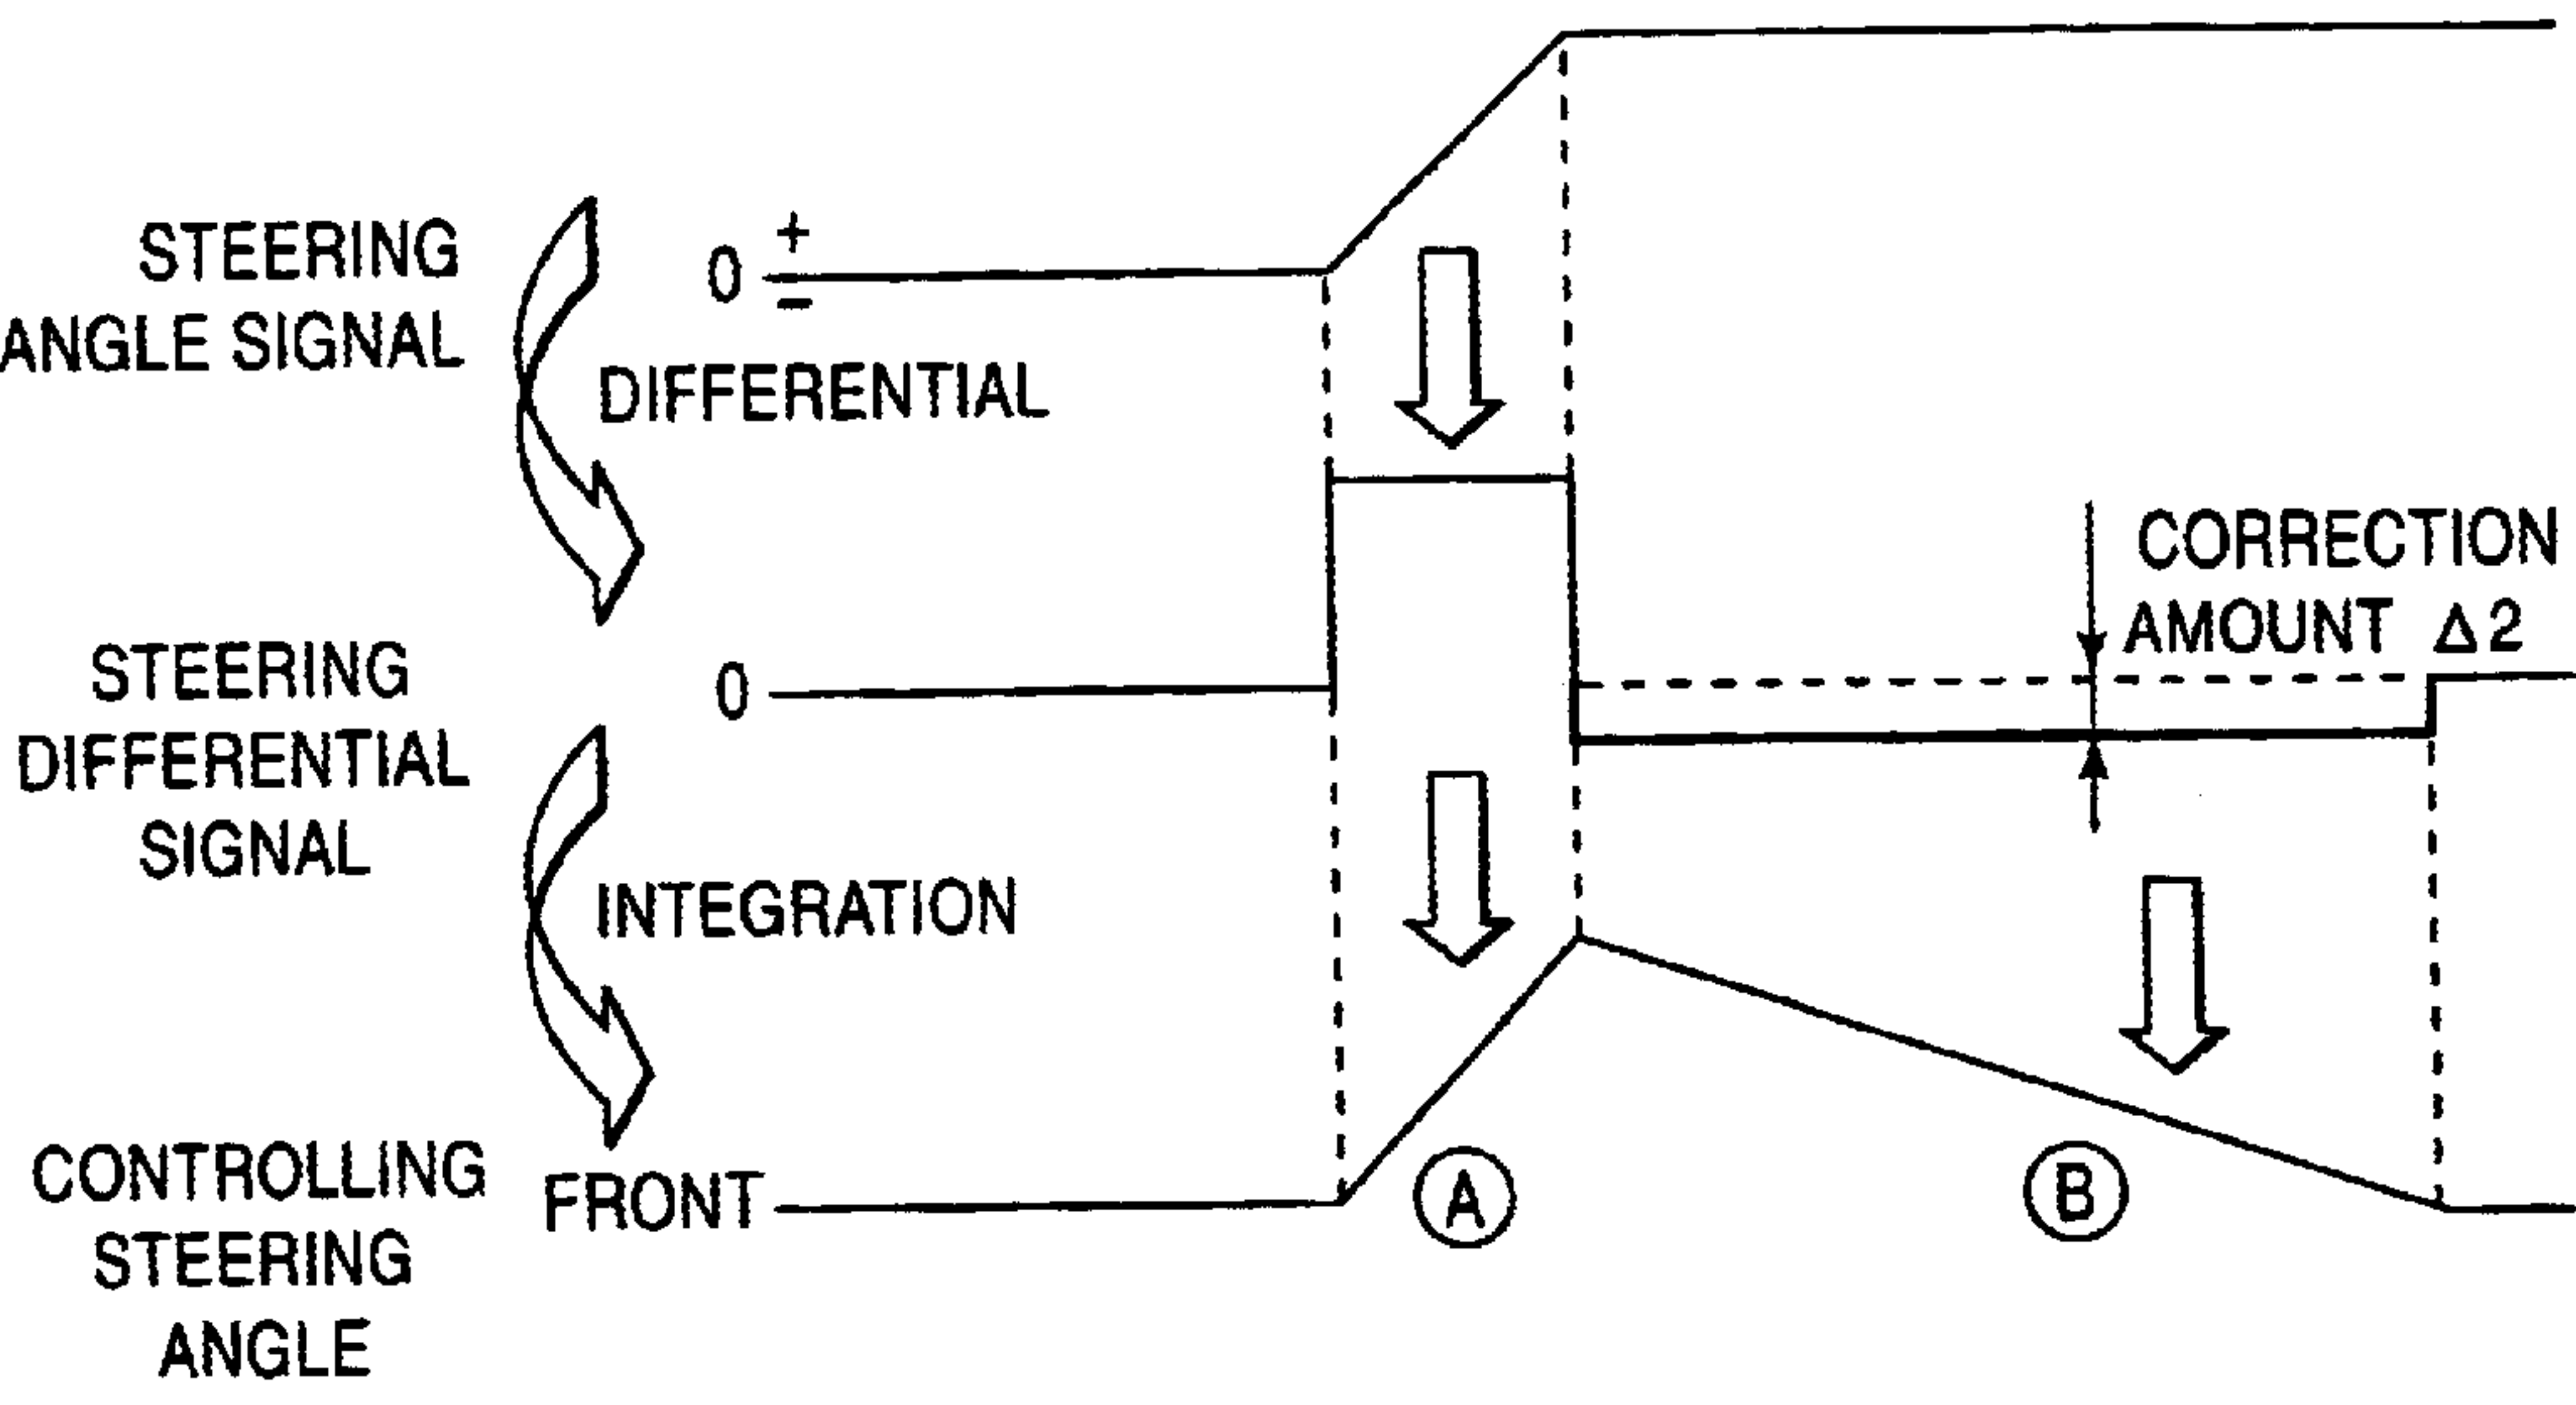 STEERING
ANGLE SIGNAL
0
+
−
DIFFERENTIAL
CORRECTION
AMOUNT Δ2
STEERING
DIFFERENTIAL
SIGNAL
0
INTEGRATION
CONTROLLING
STEERING
ANGLE
FRONT
A
B